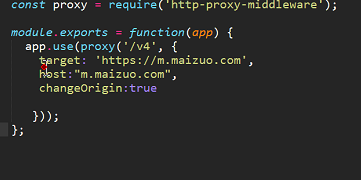 const proxy = require('http-proxy-middleware');
module.exports = function(app) {
app.use(proxy('/v4', {
target: 'https://m.maizuo.com',
host:"m.maizuo.com",
changeOrigin:true
}));
};